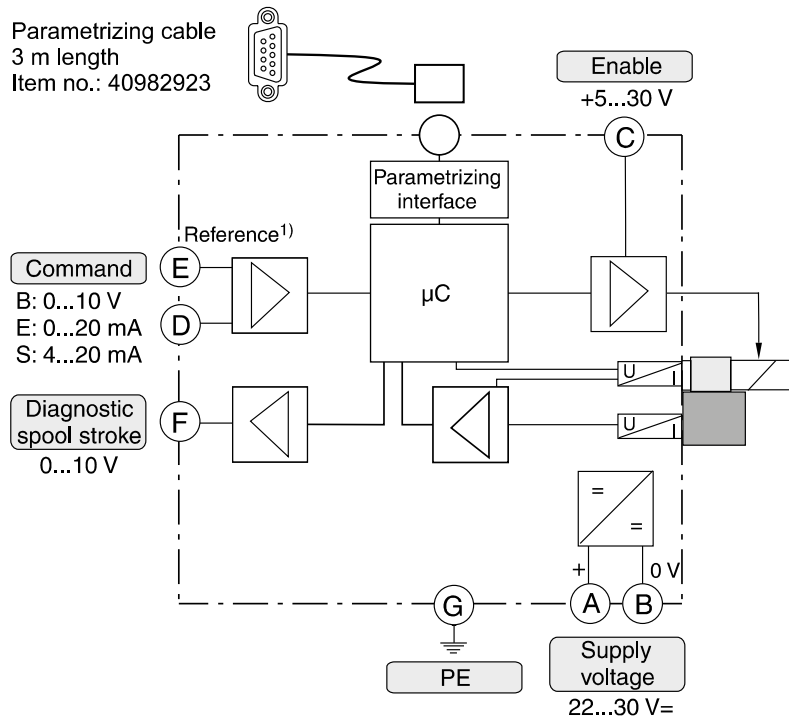 Parametrizing cable
3 m length
Item no.: 40982923
Enable
+5...30 V
C
Parametrizing
interface
Reference1)
Command
B: 0...10 V
E: 0...20 mA
S: 4...20 mA
E
D
µC
U
I
Diagnostic
spool stroke
0...10 V
F
U
I
=
=
+
0 V
G
A
B
PE
Supply
voltage
22...30 V=